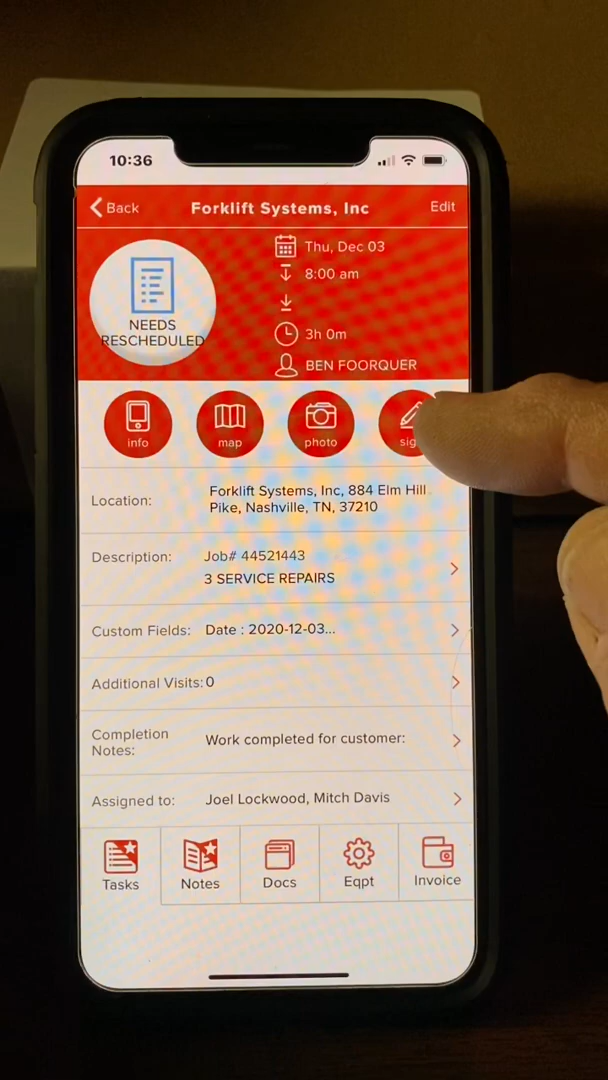 10:36
Back
Forklift Systems, Inc
Edit
NEEDS
RESCHEDULED
Thu, Dec 03
8:00 am
3h 0m
BEN FOORQUER
info
map
photo
Location:
Forklift Systems, Inc, 884 Elm Hill
Pike, Nashville, TN, 37210
Description:
Job# 44521443
3 SERVICE REPAIRS
Custom Fields:
Date : 2020-12-03...
Additional Visits: 0
Completion
Notes:
Work completed for customer:
Assigned to:
Joel Lockwood, Mitch Davis
Tasks
Notes
Docs
Eqpt
Invoice